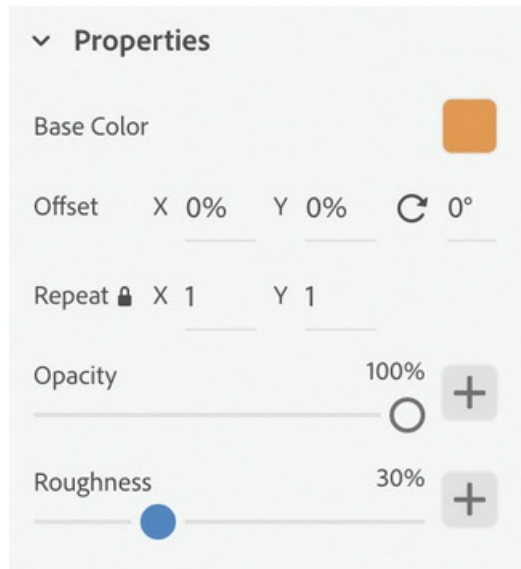 Properties
Base Color
Offset X 0% Y 0% 0°
Repeat X 1 Y 1
Opacity 100%
Roughness 30%